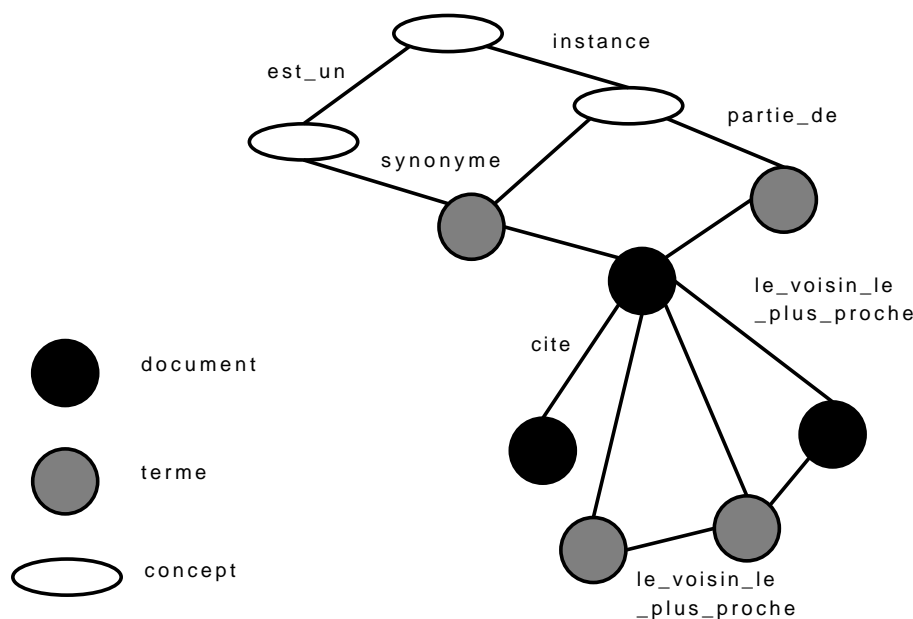 instance
est_un
partie_de
synonyme
le_voisin_le
_plus_proche
cite
document
terme
concept
le_voisin_le
_plus_proche